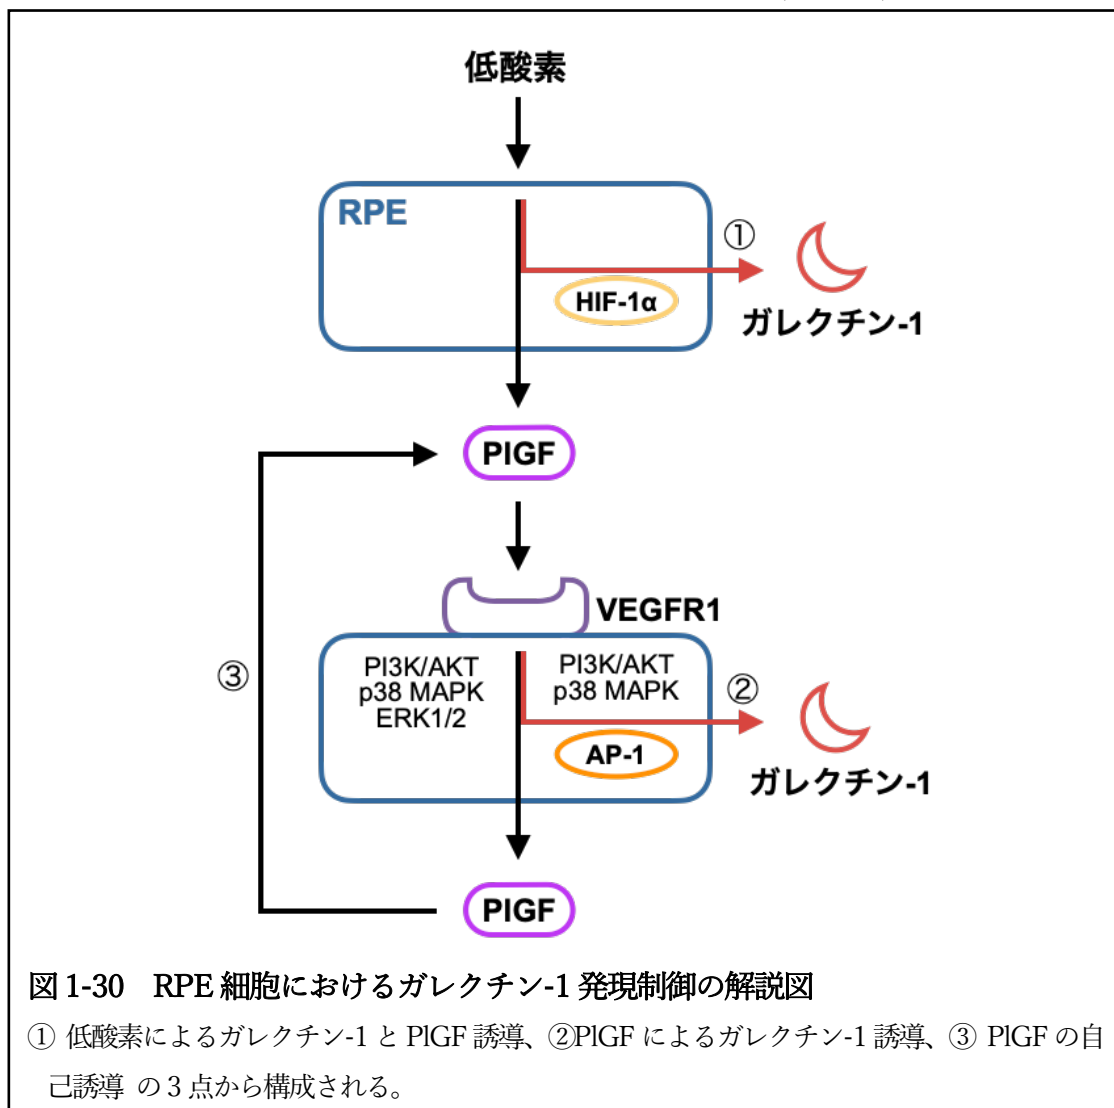 低酸素
RPE
①
HIF-1α
ガレクチン-1
PlGF
VEGFR1
③
PI3K/AKT
p38 MAPK
ERK1/2
PI3K/AKT
p38 MAPK
②
AP-1
ガレクチン-1
PlGF
図 1-30 RPE 細胞におけるガレクチン-1 発現制御の解説図
① 低酸素によるガレクチン-1 と PlGF 誘導、②PlGF によるガレクチン-1 誘導、③ PlGF の自
己誘導 の 3 点から構成される。